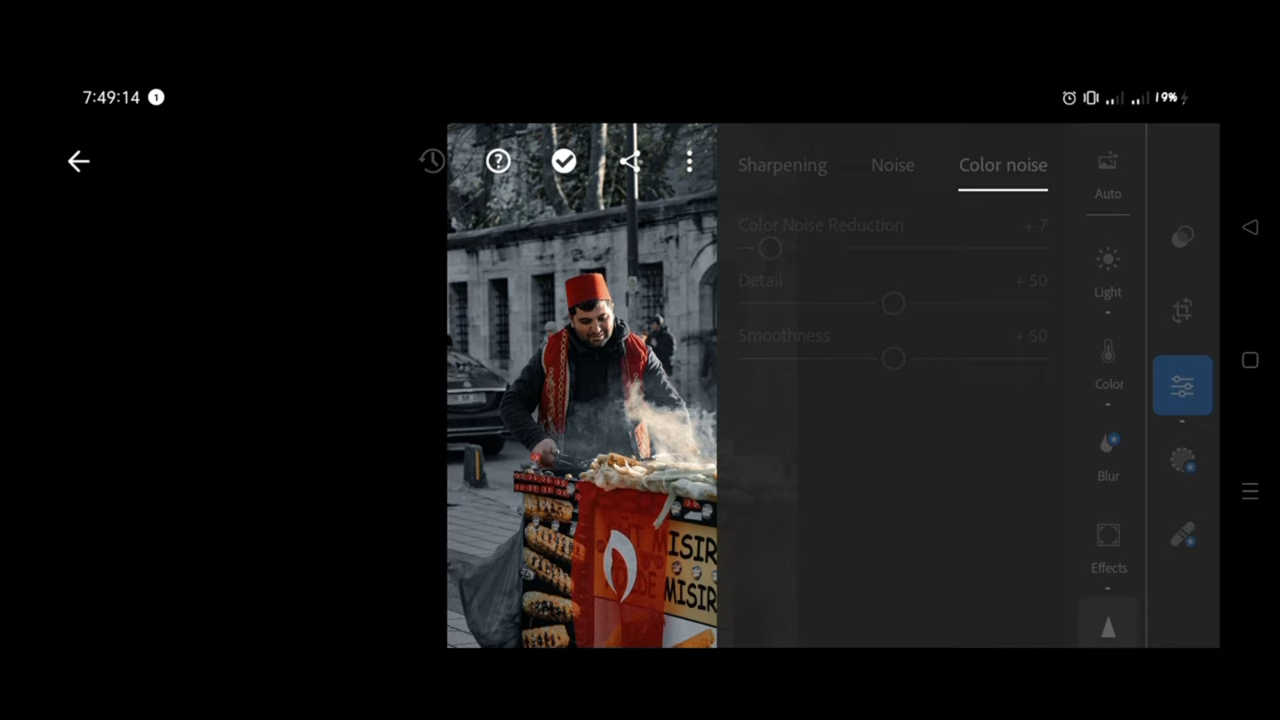 7:49:14 1
19%
Sharpening Noise Color noise
Auto
Color Noise Reduction + 7
Detail + 50
Light
Smoothness + 50
Color
Blur
Effects
MISIR
MISIR